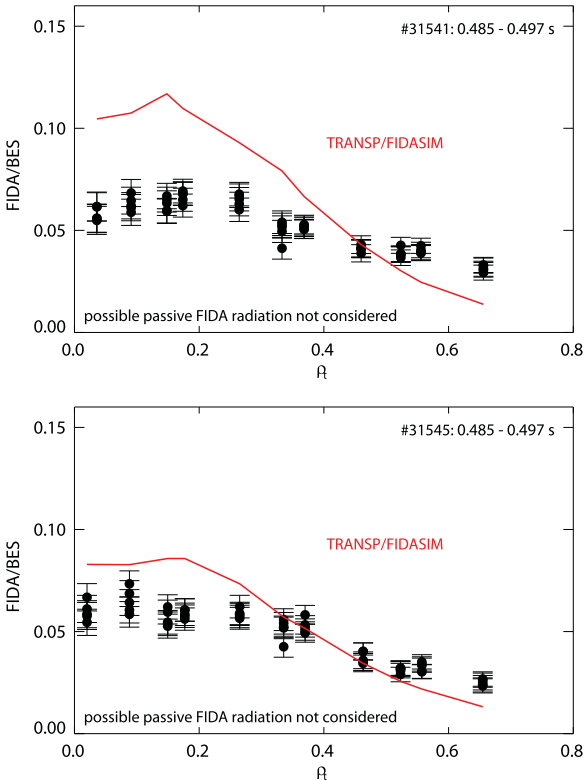 0.15
#31541: 0.485 - 0.497 s
TRANSP/FIDASIM
0.10
FIDA/BES
0.05
0.00
possible passive FIDA radiation not considered
0.0 0.2 0.4 0.6 0.8
ρt
0.15
#31545: 0.485 - 0.497 s
TRANSP/FIDASIM
0.10
FIDA/BES
0.05
0.00
possible passive FIDA radiation not considered
0.0 0.2 0.4 0.6 0.8
ρt